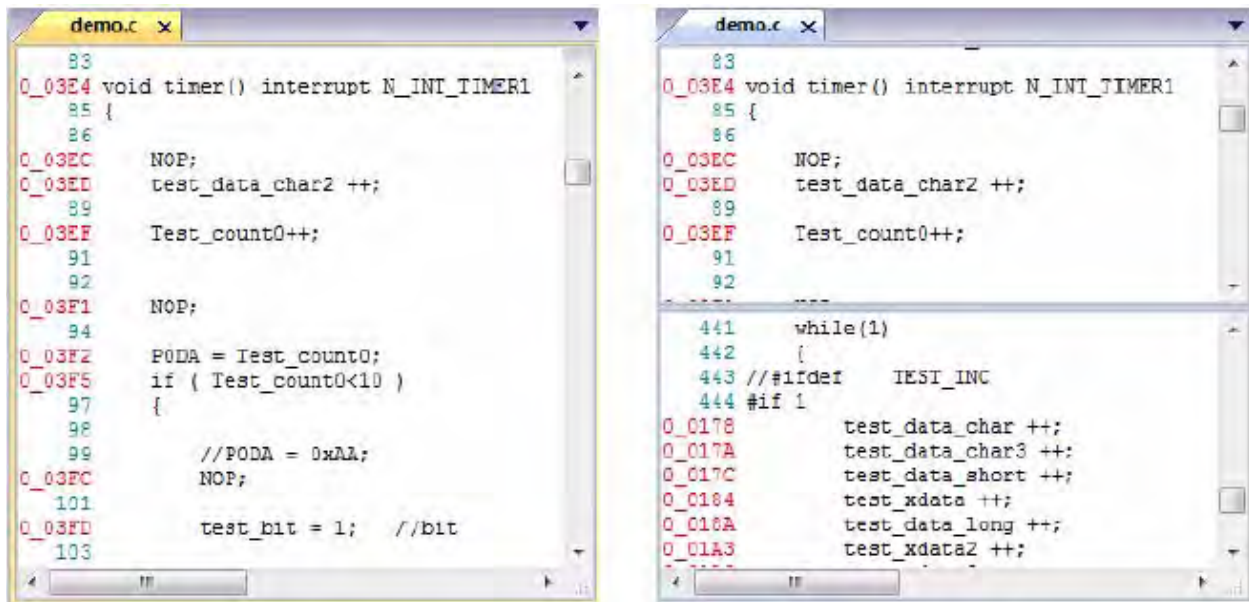 demo.c x
83
0_03E4 void timer() interrupt N_INT_TIMER1
85 {
86
0_03EC NOP;
0_03ED test_data_char2 ++;
89
0_03EF Test_count0++;
91
92
0_03F1 NOP;
94
0_03F2 P0DA = Test_count0;
0_03F5 if ( Test_count0<10 )
97 {
98
99 //P0DA = 0xAA;
0_03FC NOP;
101
0_03FD test_bit = 1; //bit
103
demo.c x
83
0_03E4 void timer() interrupt N_INT_TIMER1
85 {
86
0_03EC NOP;
0_03ED test_data_char2 ++;
89
0_03EF Test_count0++;
91
92
441 while(1)
442 {
443 //#ifdef TEST_INC
444 #if 1
0_0178 test_data_char ++;
0_017A test_data_char3 ++;
0_017C test_data_short ++;
0_0184 test_xdata ++;
0_018A test_data_long ++;
0_01A3 test_xdata2 ++;